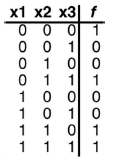 x1 x2 x3 f
0 0 0 1
0 0 1 0
0 1 0 0
0 1 1 1
1 0 0 0
1 0 1 0
1 1 0 1
1 1 1 1